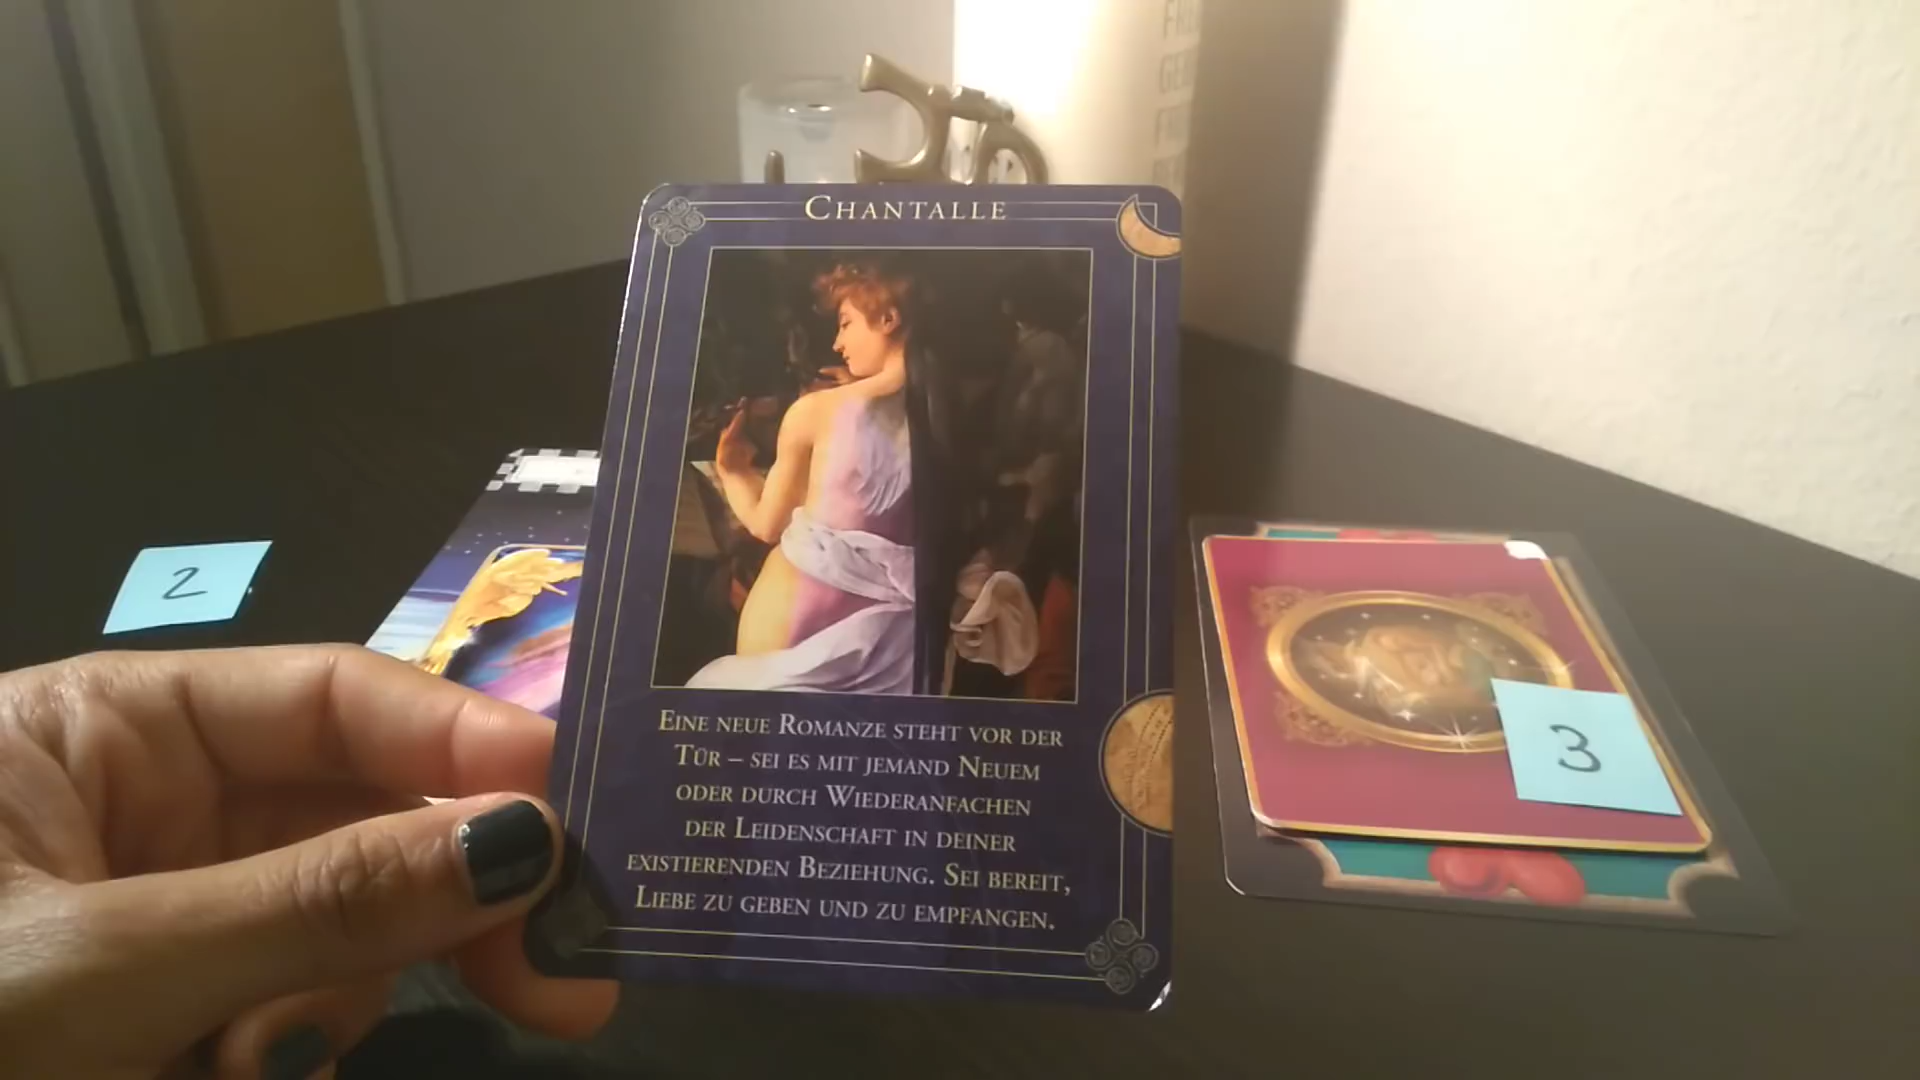 CHANTALLE
EINE NEUE ROMANZE STEHT VOR DER
TÜR – SEI ES MIT JEMAND NEUEM
ODER DURCH WIEDERANFACHEN
DER LEIDENSCHAFT IN DEINER
EXISTIERENDEN BEZIEHUNG. SEI BEREIT,
LIEBE ZU GEBEN UND ZU EMPFANGEN.
2
3